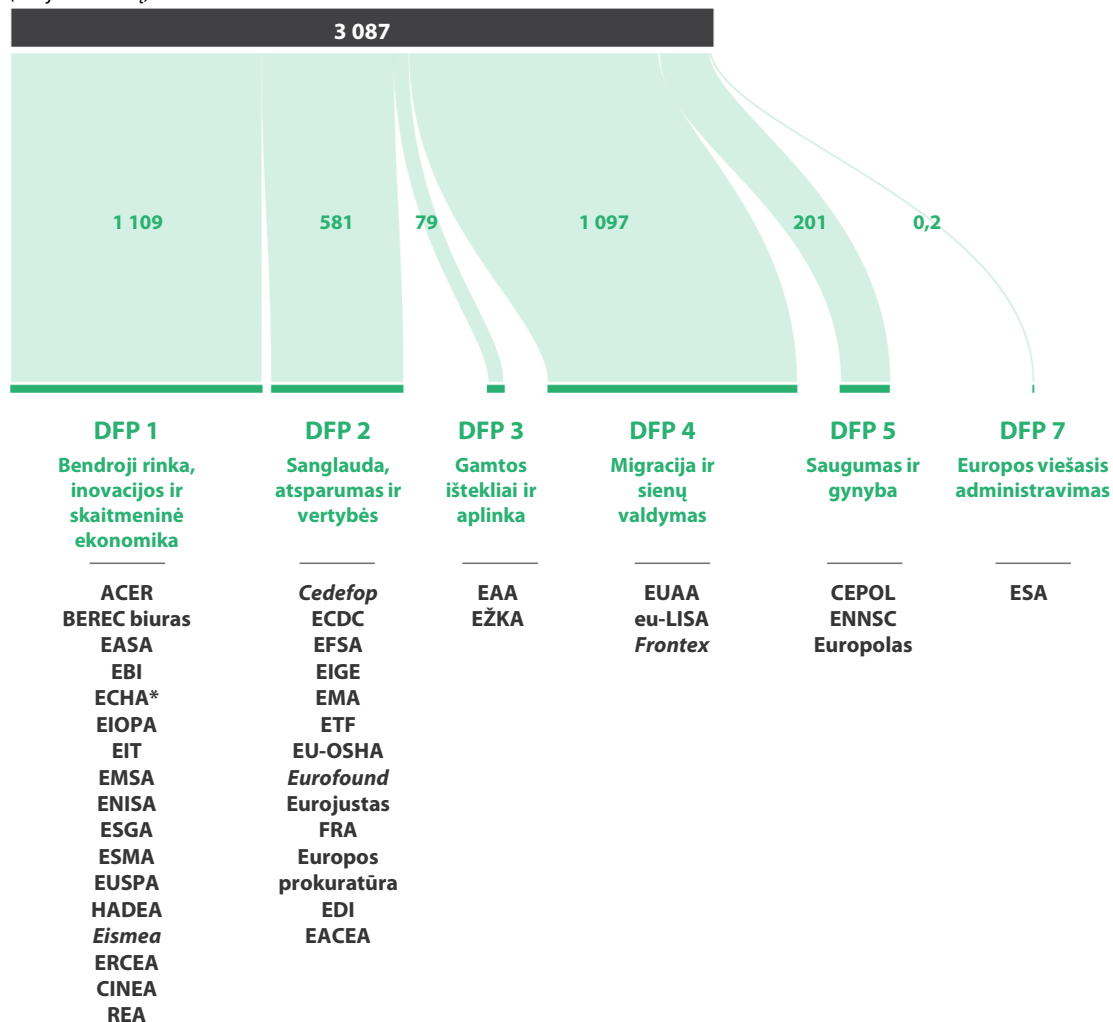 3 087
1 109
581
79
1 097
201
0,2
DFP 1
Bendroji rinka,
inovacijos ir
skaitmeninė
ekonomika
ACER
BEREC biuras
EASA
EBI
ECHA*
EIOPA
EIT
EMSA
ENISA
ESGA
ESMA
EUSPA
HADEA
Eismea
ERCEA
CINEA
REA
DFP 2
Sanglauda,
atsparumas ir
vertybės
Cedefop
ECDC
EFSA
EIGE
EMA
ETF
EU-OSHA
Eurofound
Eurojustas
FRA
Europos
prokuratūra
EDI
EACEA
DFP 3
Gamtos
ištekliai ir
aplinka
EAA
EŽKA
DFP 4
Migracija ir
sienų
valdymas
EUAA
eu-LISA
Frontex
DFP 5
Saugumas ir
gynyba
CEPOL
ENNSC
Europolas
DFP 7
Europos viešasis
administravimas
ESA